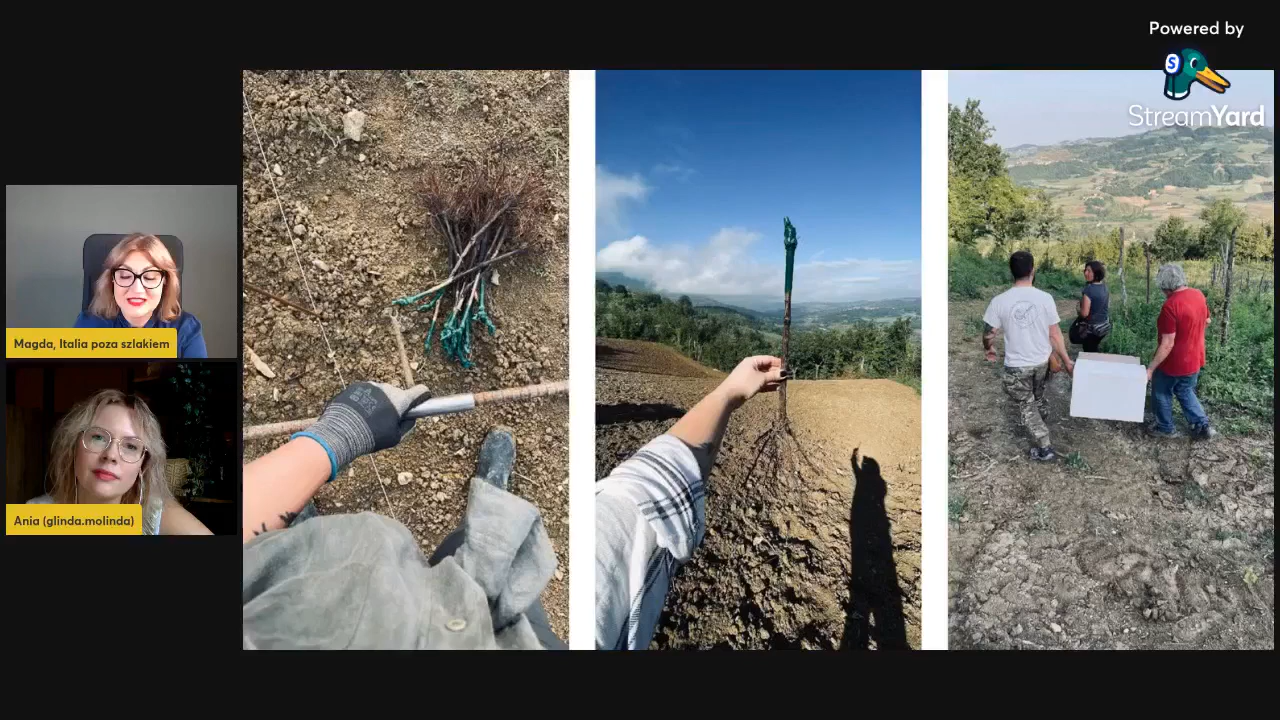 Powered by
S
StreamYard
Magda, Italia poza szlakiem
Ania (glinda.molinda)